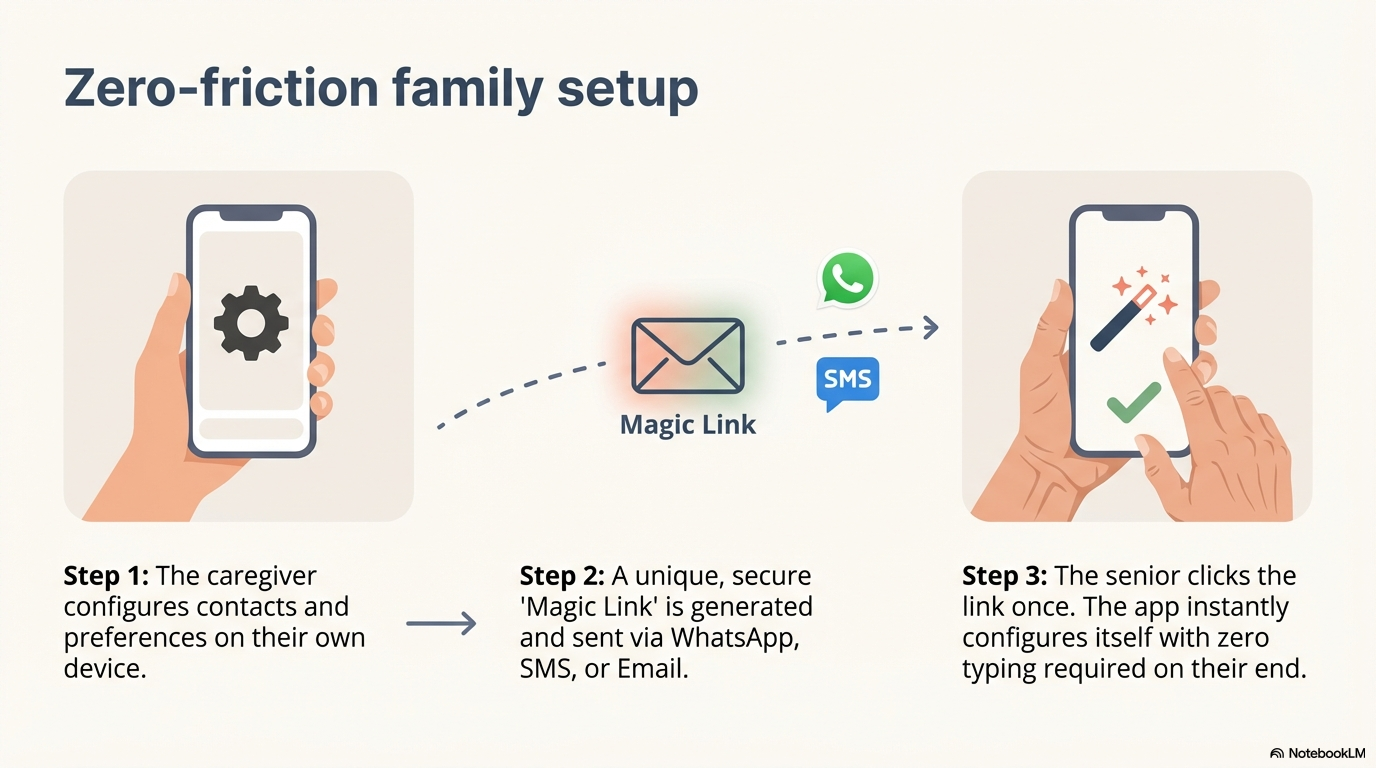 Zero-friction family setup
SMS
Magic Link
Step 1: The caregiver
configures contacts and
preferences on their own
device.
Step 2: A unique, secure
'Magic Link' is generated
and sent via WhatsApp,
SMS, or Email.
Step 3: The senior clicks the
link once. The app instantly
configures itself with zero
typing required on their end.
NotebookLM